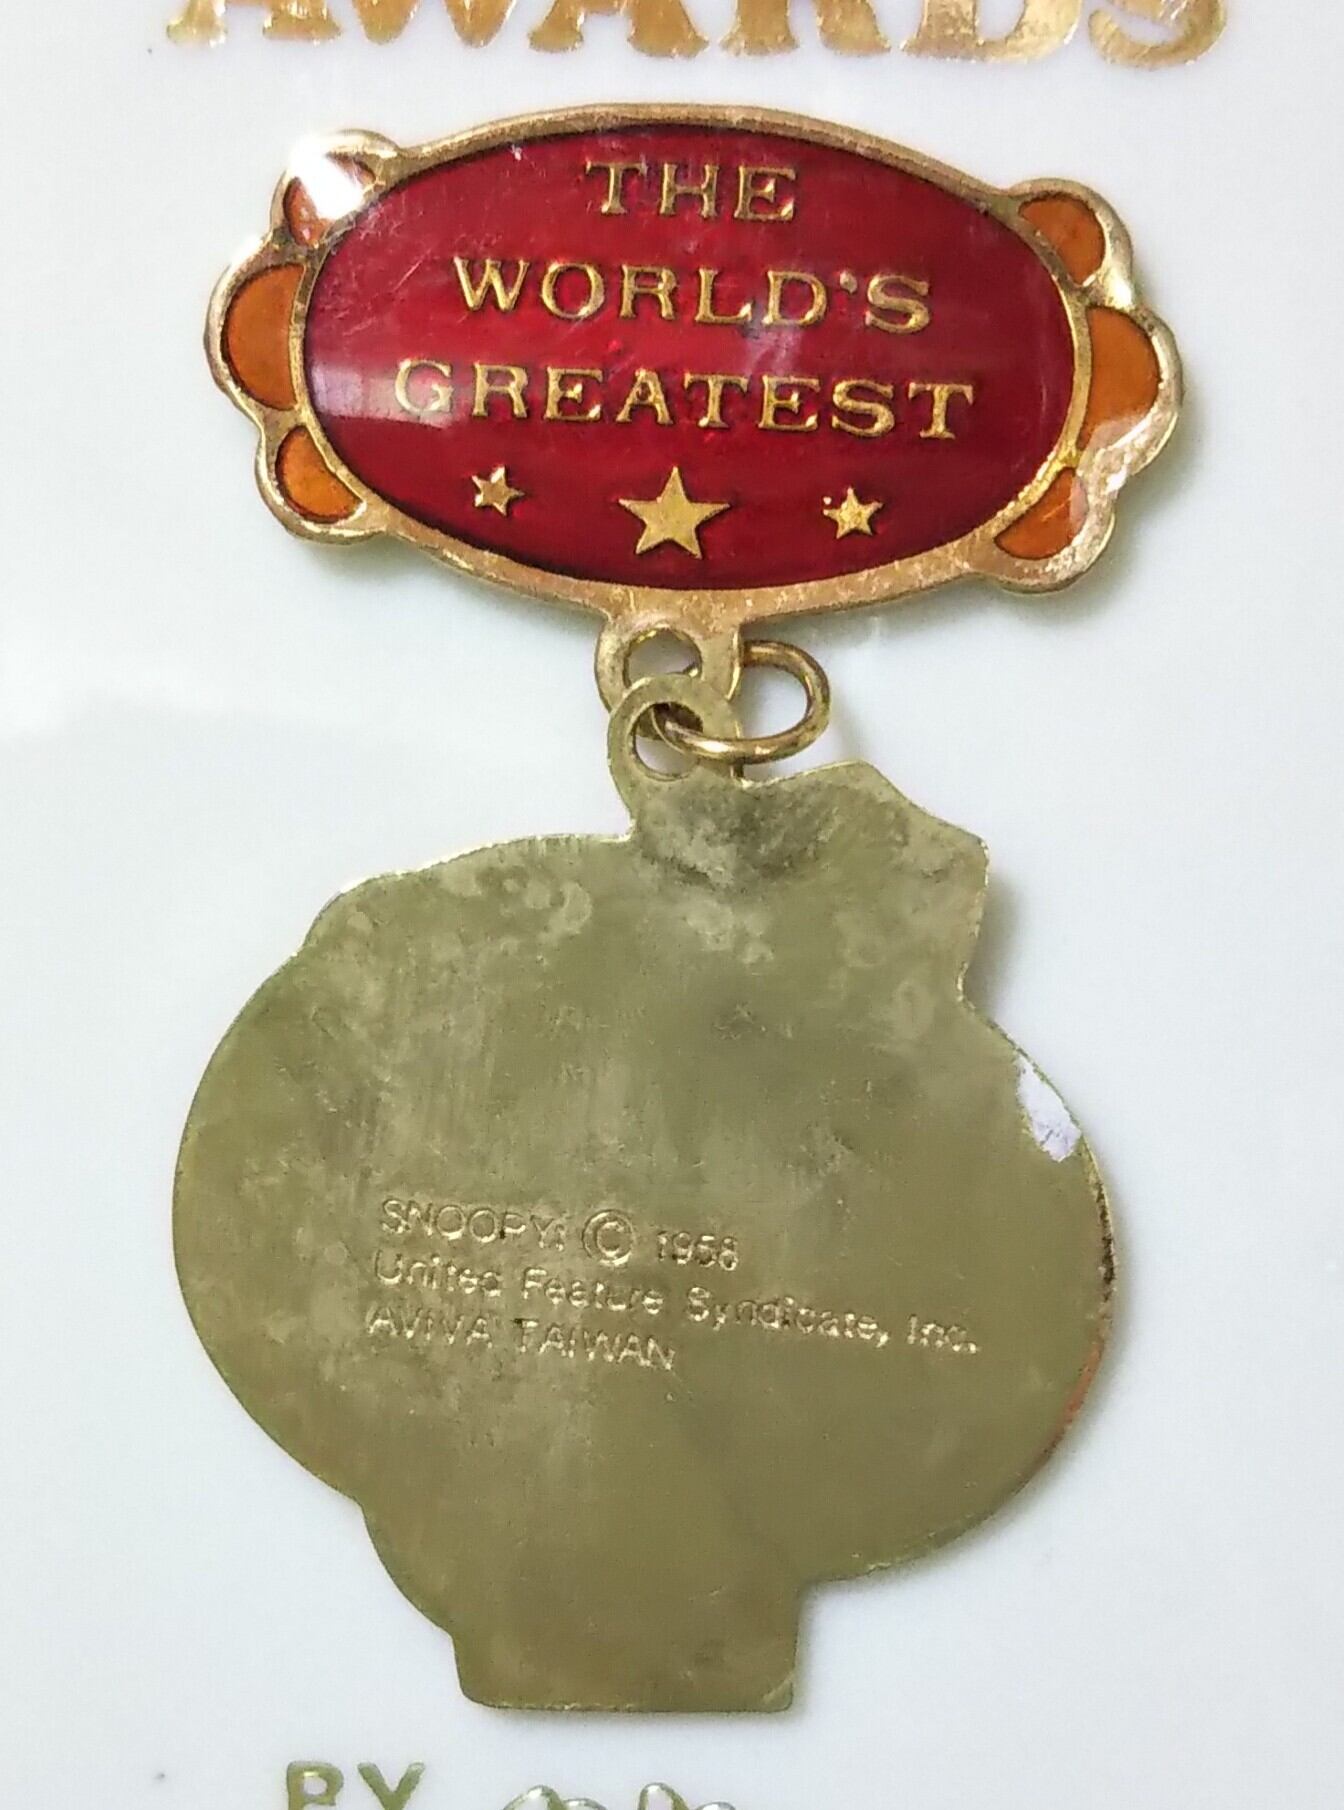 AWARDS
THE
WORLD'S
GREATEST
SNOOPY: © 1958
United Feature Syndicate, Inc.
AVIVA TAIWAN
BY